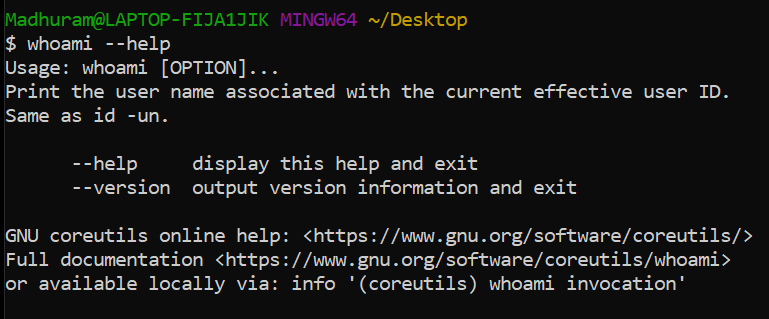 Madhuram@LAPTOP-FIJA1JIK MINGW64 ~/Desktop
$ whoami --help
Usage: whoami [OPTION]...
Print the user name associated with the current effective user ID.
Same as id -un.
      --help     display this help and exit
      --version  output version information and exit
GNU coreutils online help: <https://www.gnu.org/software/coreutils/>
Full documentation <https://www.gnu.org/software/coreutils/whoami>
or available locally via: info '(coreutils) whoami invocation'